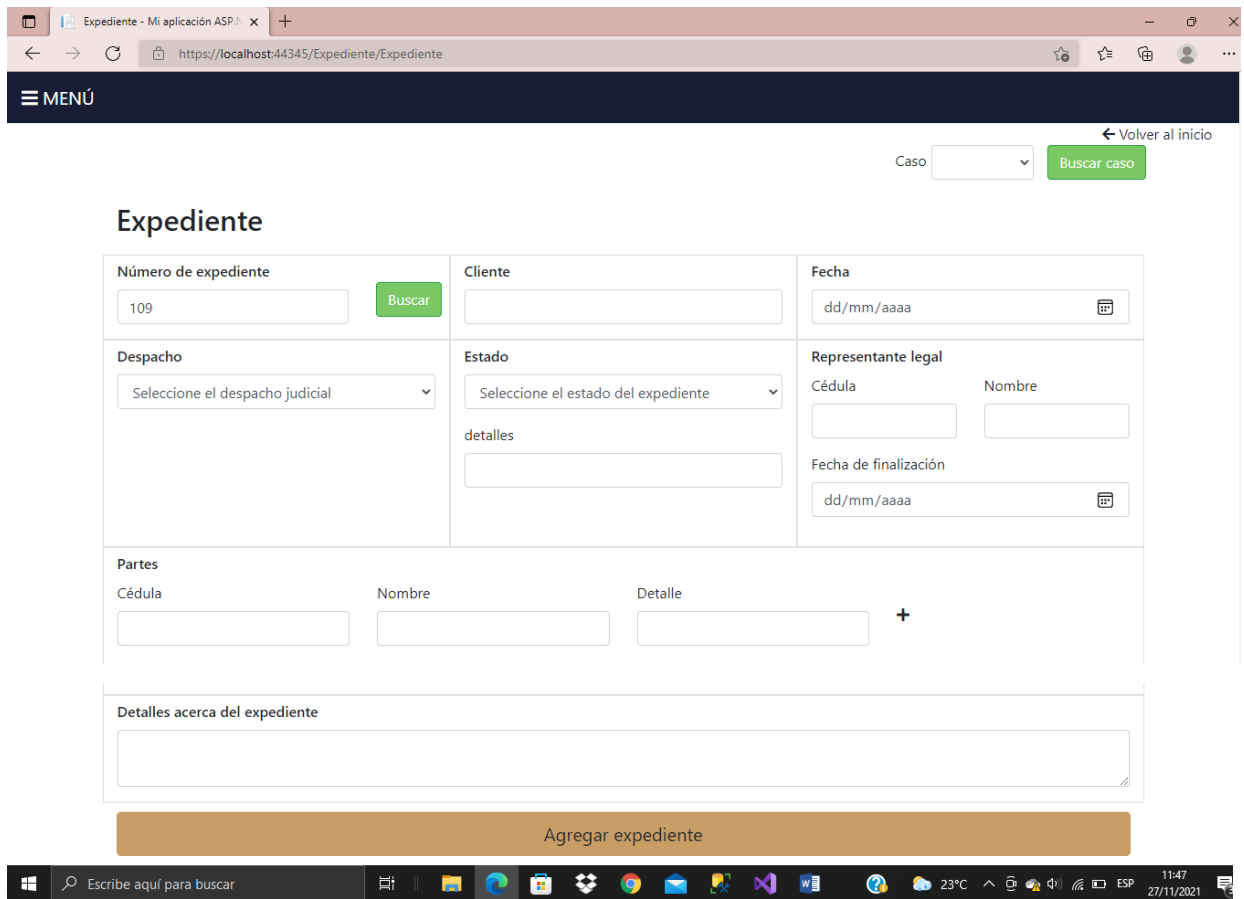 Expediente - Mi aplicación ASP.N
https://localhost:44345/Expediente/Expediente
MENÚ
Volver al inicio
Caso
Buscar caso
Expediente
Número de expediente
109
Buscar
Cliente
Fecha
dd/mm/aaaa
Despacho
Seleccione el despacho judicial
Estado
Seleccione el estado del expediente
detalles
Representante legal
Cédula Nombre
Fecha de finalización
dd/mm/aaaa
Partes
Cédula Nombre Detalle
Detalles acerca del expediente
Agregar expediente
Escribe aquí para buscar
23°C
ESP
11:47
27/11/2021